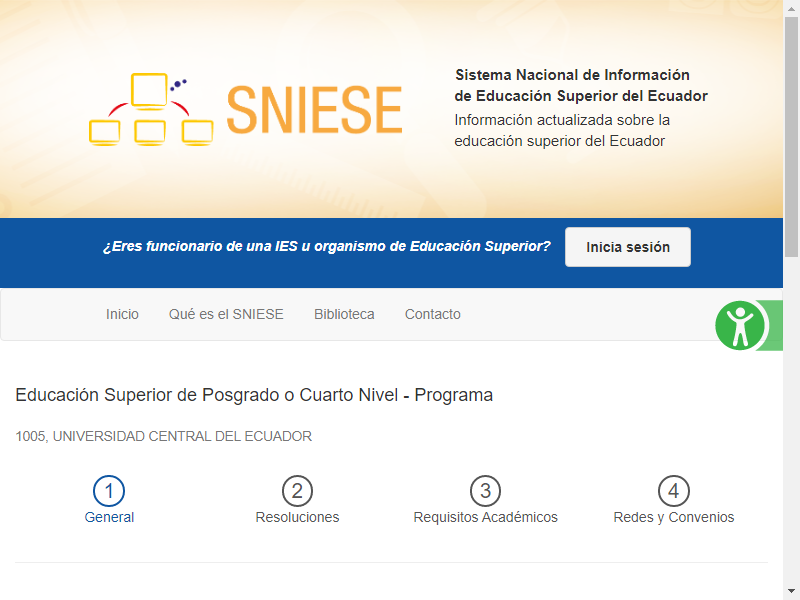 SNIESE
Sistema Nacional de Información
de Educación Superior del Ecuador
Información actualizada sobre la
educación superior del Ecuador
¿Eres funcionario de una IES u organismo de Educación Superior?
Inicia sesión
Inicio
Qué es el SNIESE
Biblioteca
Contacto
Educación Superior de Posgrado o Cuarto Nivel - Programa
1005, UNIVERSIDAD CENTRAL DEL ECUADOR
1
General
2
Resoluciones
3
Requisitos Académicos
4
Redes y Convenios